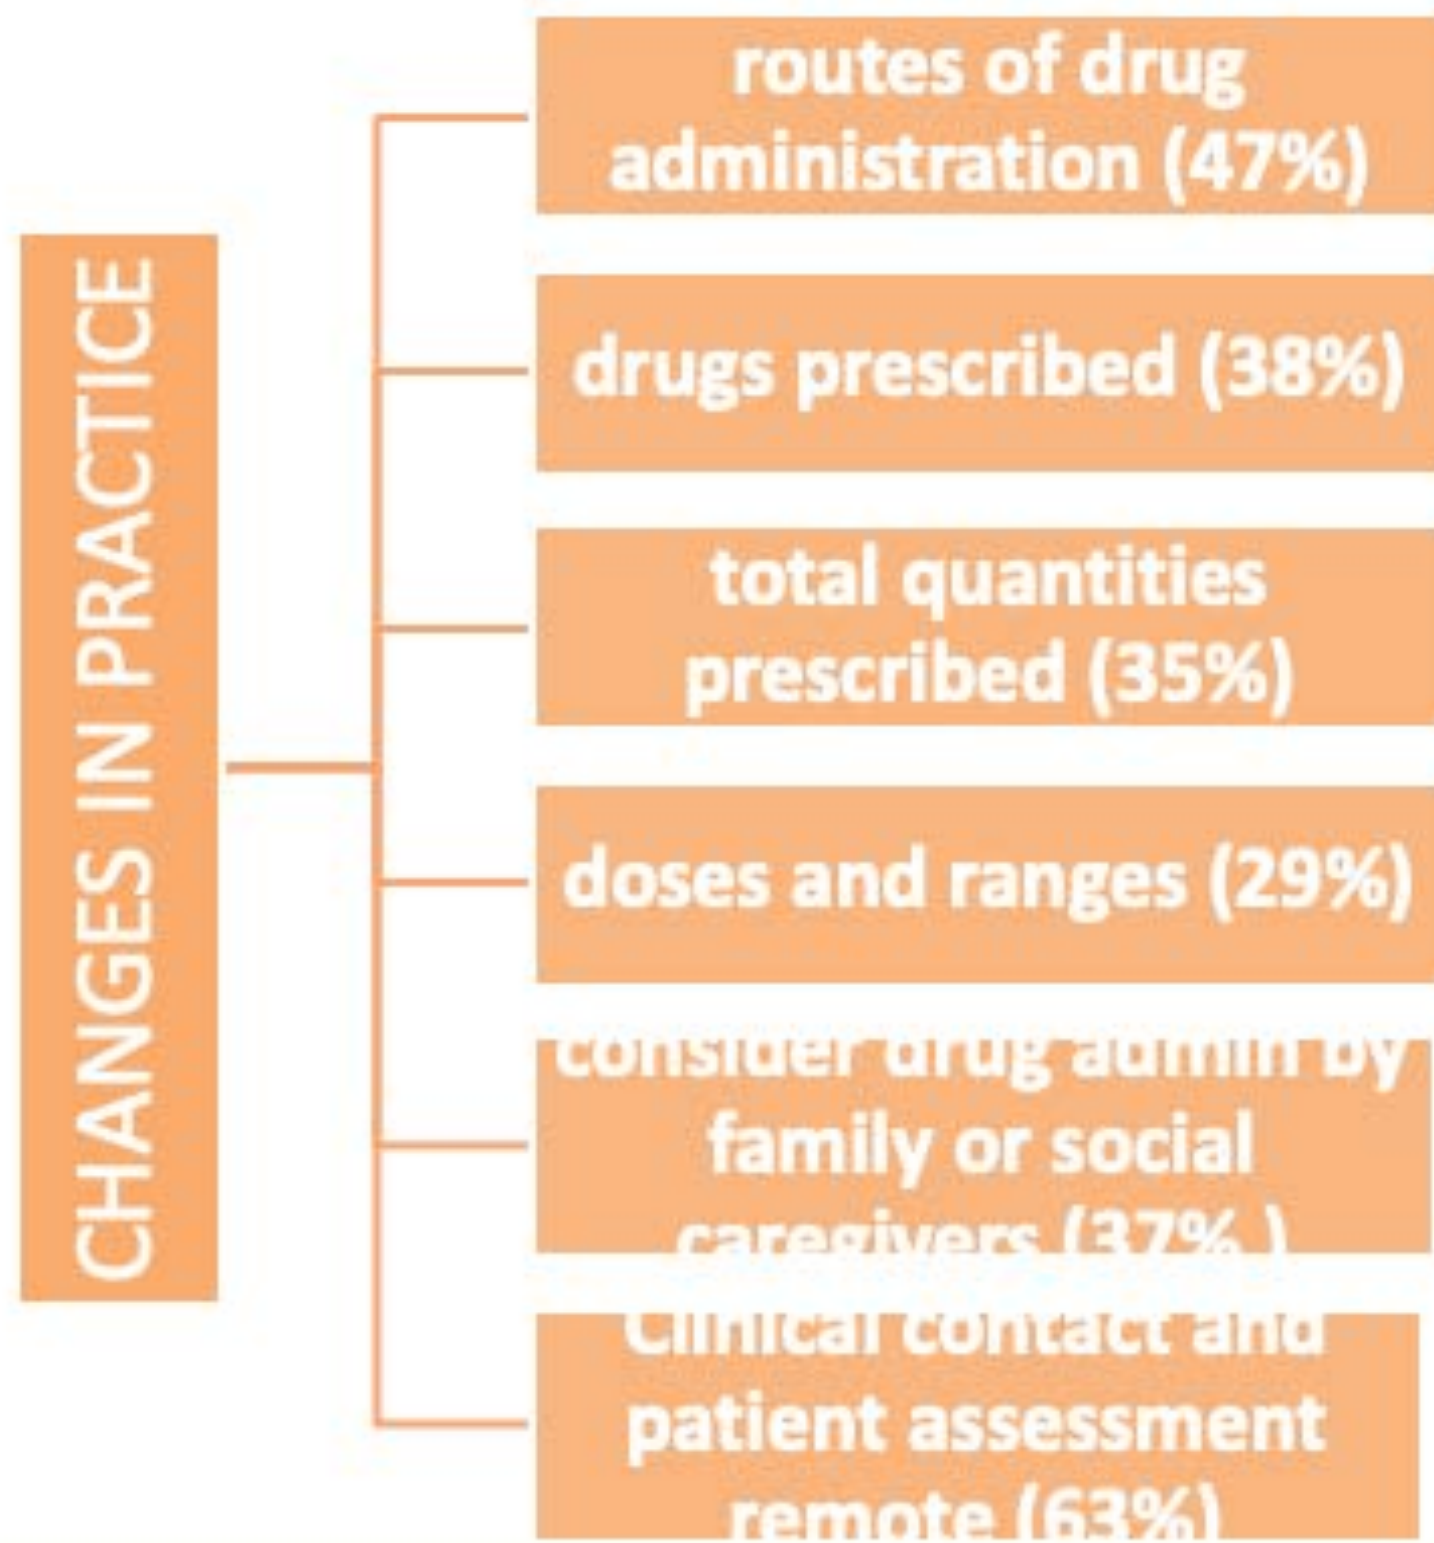 CHANGES IN PRACTICE
routes of drug
administration (47%)
drugs prescribed (38%)
total quantities
prescribed (35%)
doses and ranges (29%)
consider drug admin by
family or social
caregivers (37% )
Clinical contact and
patient assessment
remote (63%)